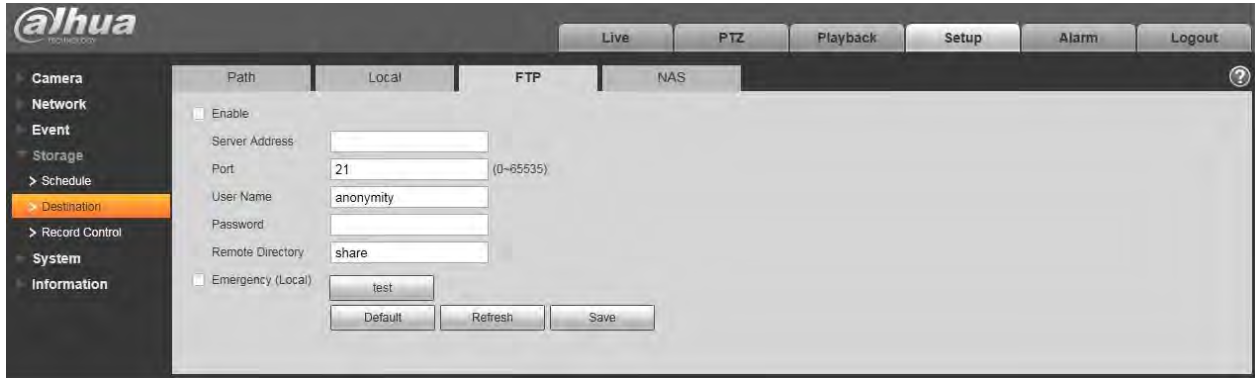 alhua
TECHNOLOGY
Live PTZ Playback Setup Alarm Logout
Camera
Network
Event
Storage
> Schedule
> Destination
> Record Control
System
Information
Path Local FTP NAS ?
Enable
Server Address
Port 21 (0~65535)
User Name anonymity
Password
Remote Directory share
Emergency (Local) test
Default Refresh Save